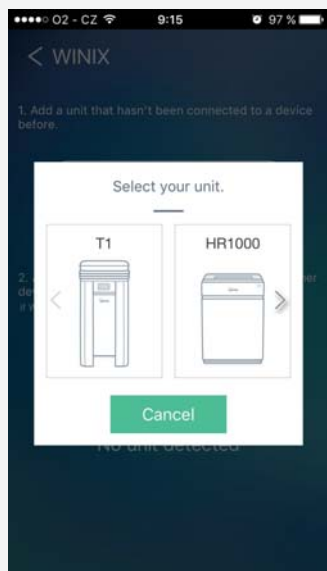 O2 - CZ 9:15 97 %
< WINIX
1. Add a unit that hasn't been connected to a device
before.
Select your unit.
T1 HR1000
2.
Cancel
No unit detected